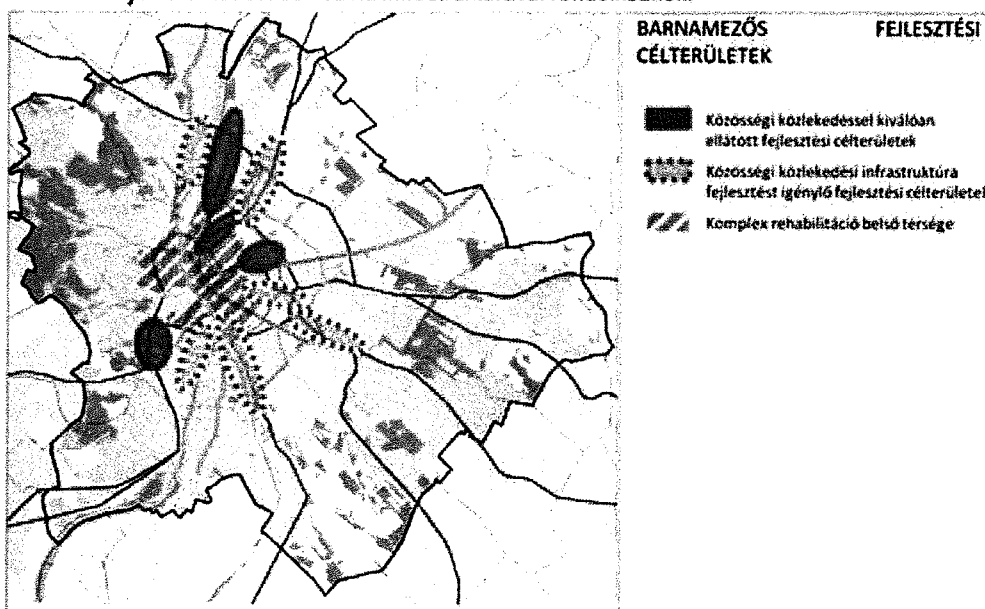 BARNAMEZŐS FEJLESZTÉSI
CÉLTERÜLETEK
Közösségi közlekedéssel kiválóan
ellátott fejlesztési célterületek
Közösségi közlekedési infrastruktúra
fejlesztést igénylő fejlesztési célterületek
Komplex rehabilitáció belső térsége